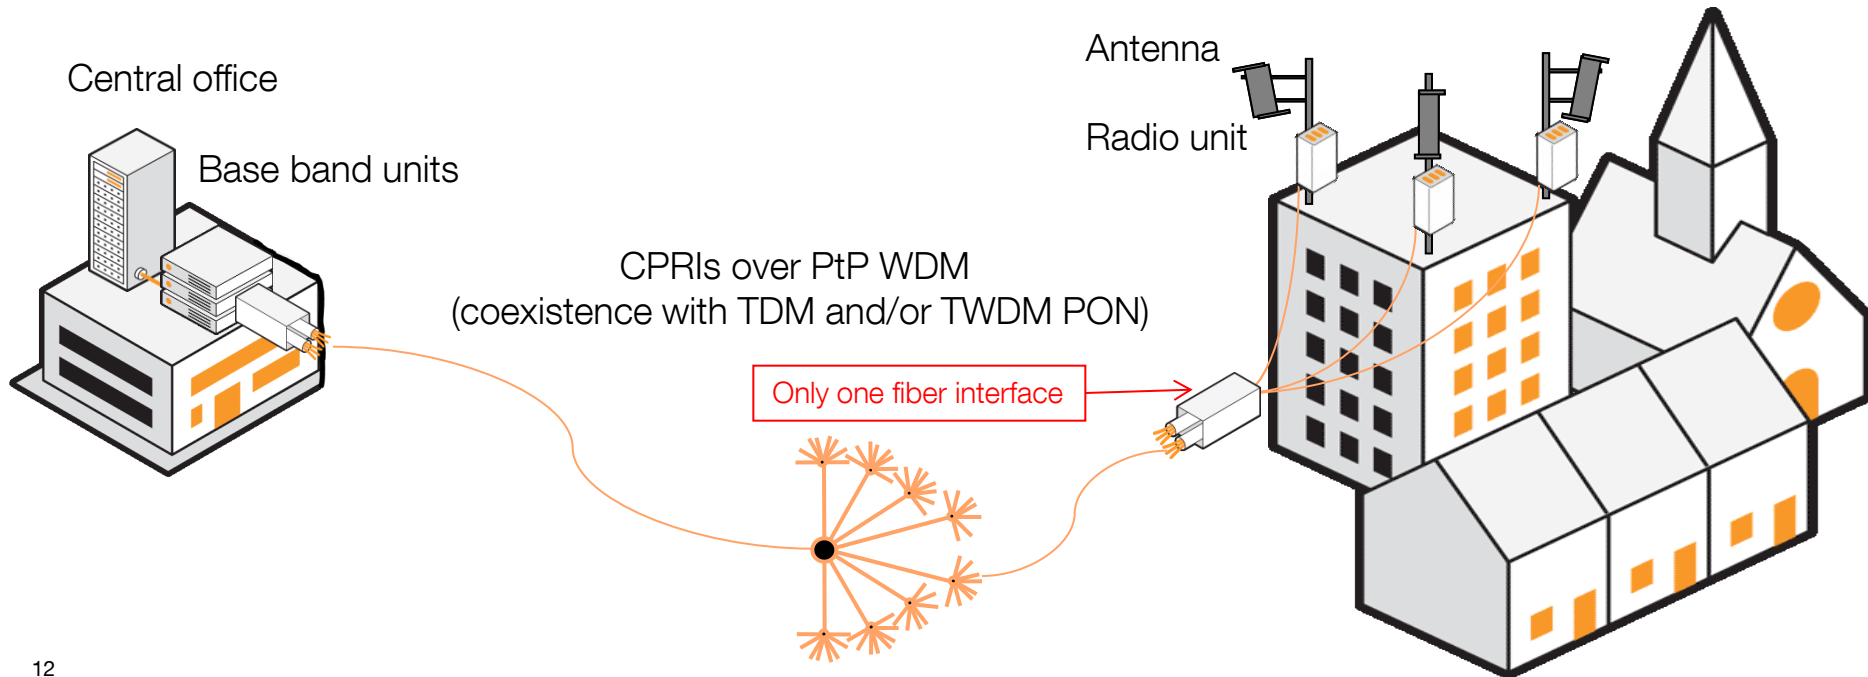 Central office
Base band units
Antenna
Radio unit
CPRIs over PtP WDM
(coexistence with TDM and/or TWDM PON)
Only one fiber interface
12